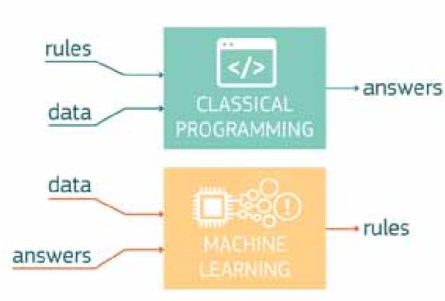 rules
data
</>
CLASSICAL
PROGRAMMING
answers
data
answers
!
MACHINE
LEARNING
rules